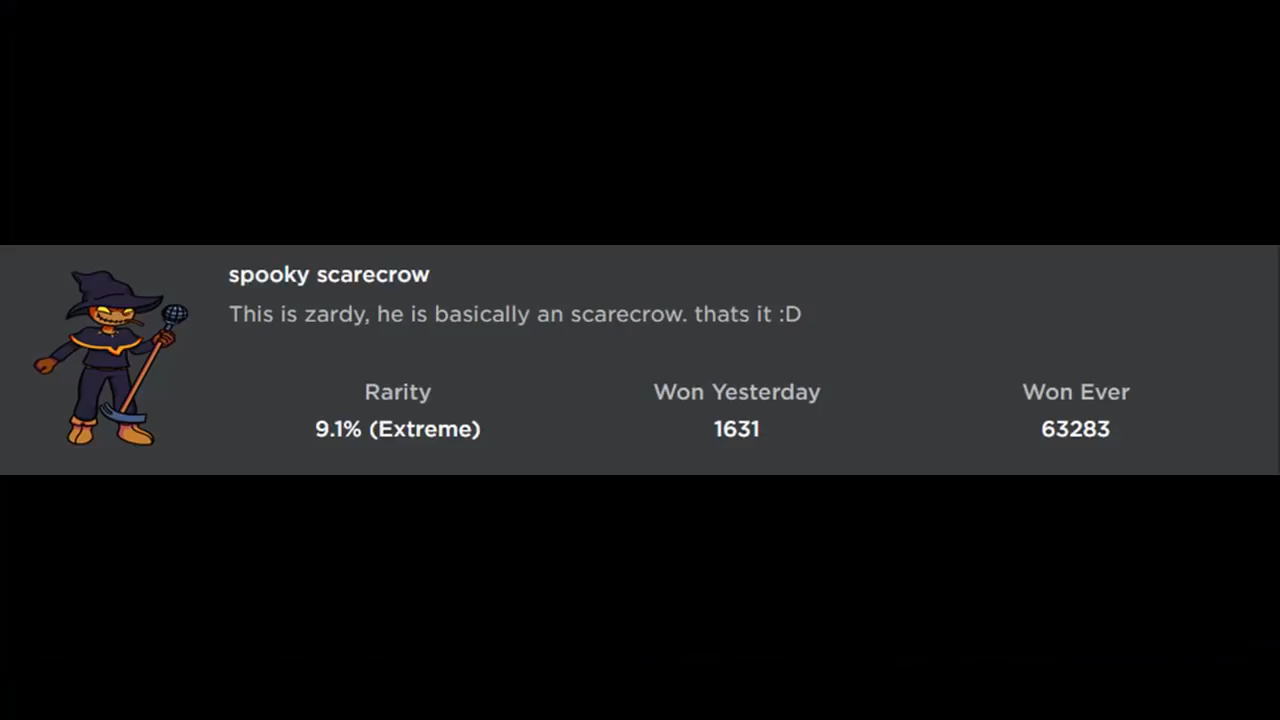 spooky scarecrow
This is zardy, he is basically an scarecrow. thats it :D
Rarity Won Yesterday Won Ever
9.1% (Extreme) 1631 63283